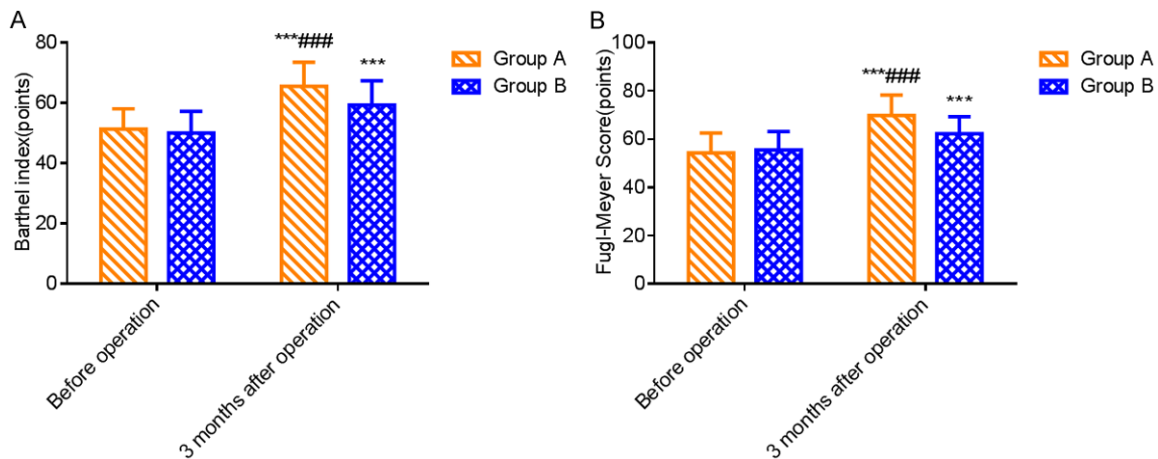 A
Barthel index(points)
80
60
40
20
0
***###
***
Group A
Group B
Before operation
3 months after operation
B
Fugl-Meyer Score(points)
100
80
60
40
20
0
***###
***
Group A
Group B
Before operation
3 months after operation